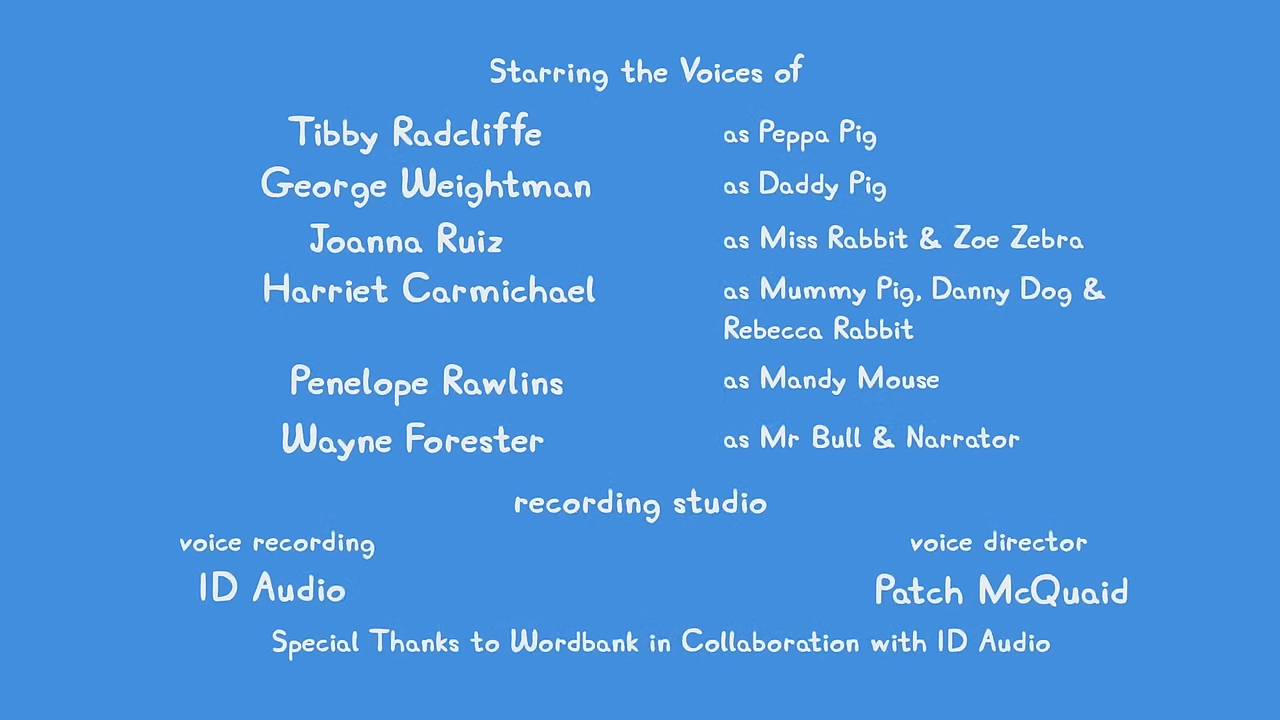 Starring the Voices of
Tibby Radcliffe as Peppa Pig
George Weightman as Daddy Pig
Joanna Ruiz as Miss Rabbit & Zoe Zebra
Harriet Carmichael as Mummy Pig, Danny Dog &
Rebecca Rabbit
Penelope Rawlins as Mandy Mouse
Wayne Forester as Mr Bull & Narrator
recording studio
voice recording voice director
ID Audio Patch McQuaid
Special Thanks to Wordbank in Collaboration with ID Audio